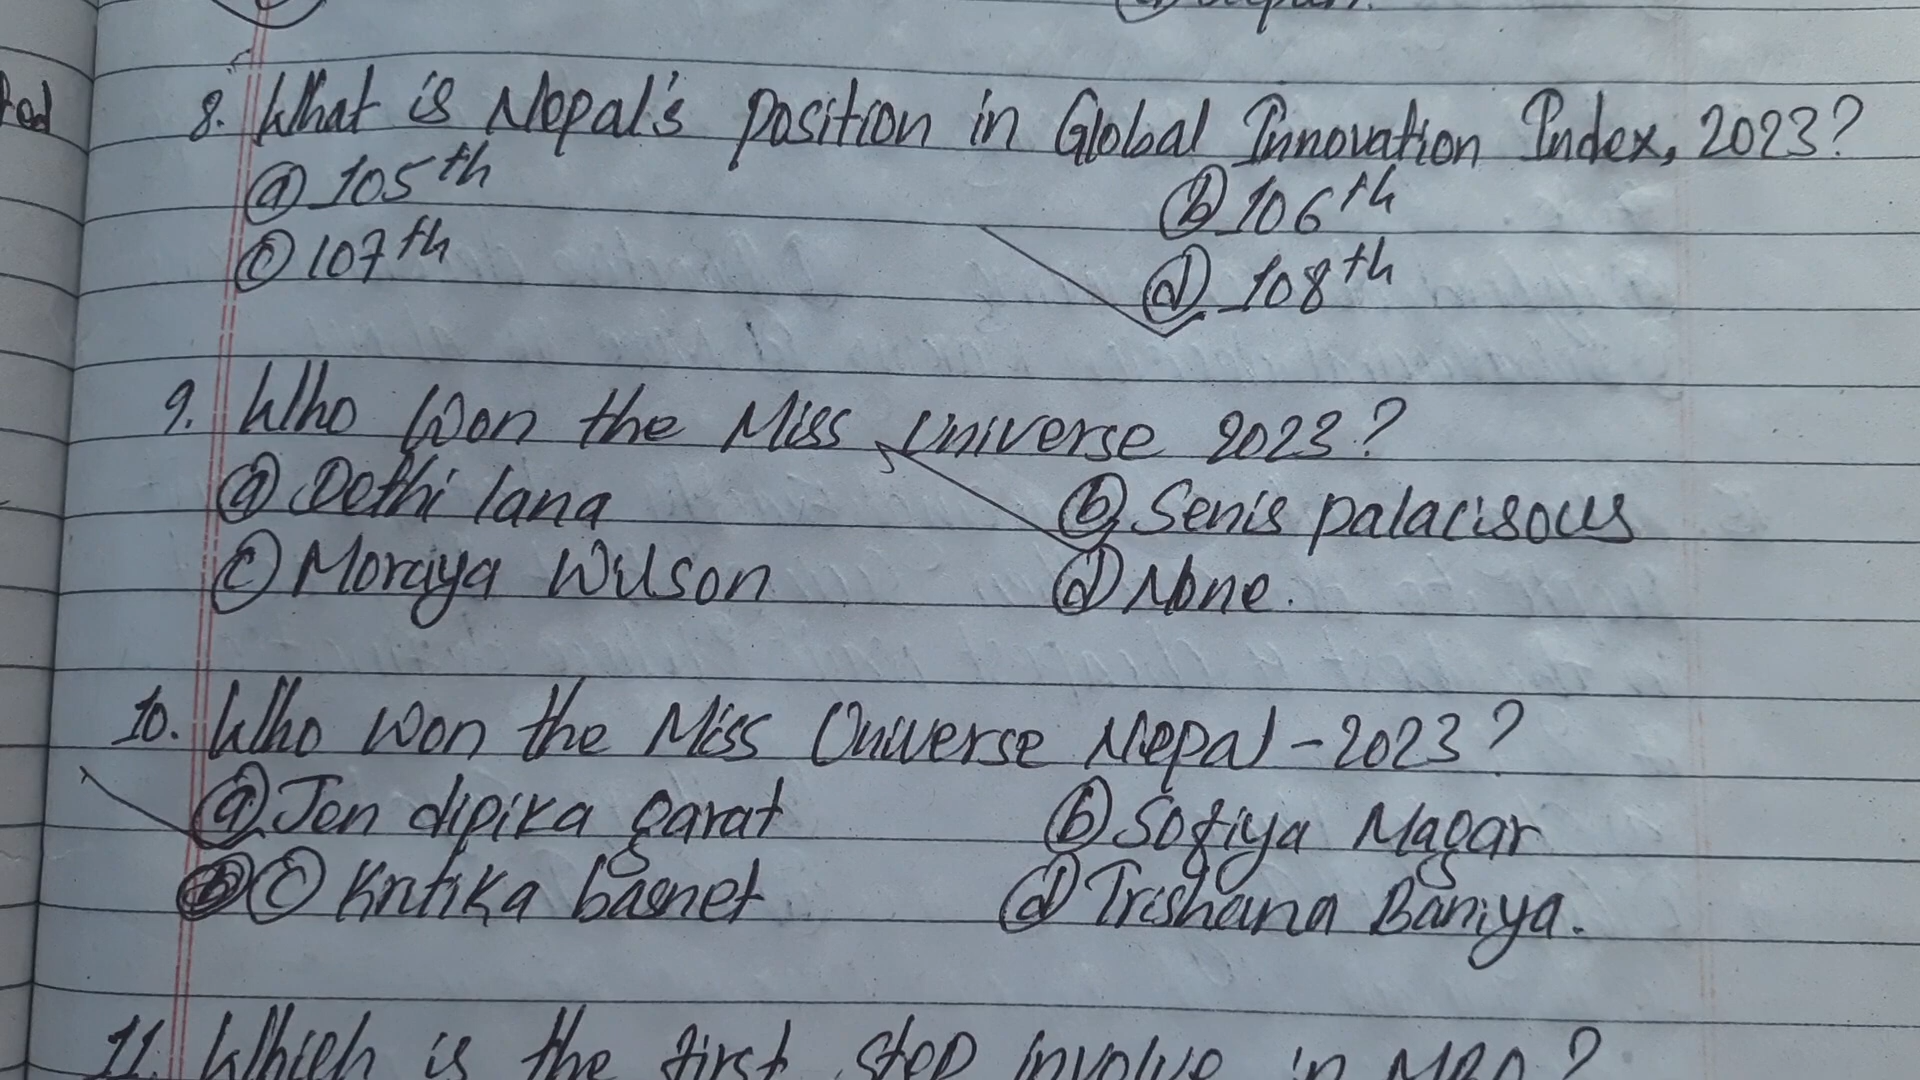 8. What is Nepal's position in Global Innovation Index, 2023?
(a) 105th (b) 106th
(c) 107th (d) 108th
9. Who won the Miss Universe 2023?
(a) Dethi lana (b) Senis palacisous
(c) Moraya Wilson (d) None.
10. Who won the Miss Universe Nepal - 2023?
(a) Jen dipika garat (b) Sofiya Magar
(c) Kritika basnet (d) Trishana Baniya.
11. Which is the first step involve in